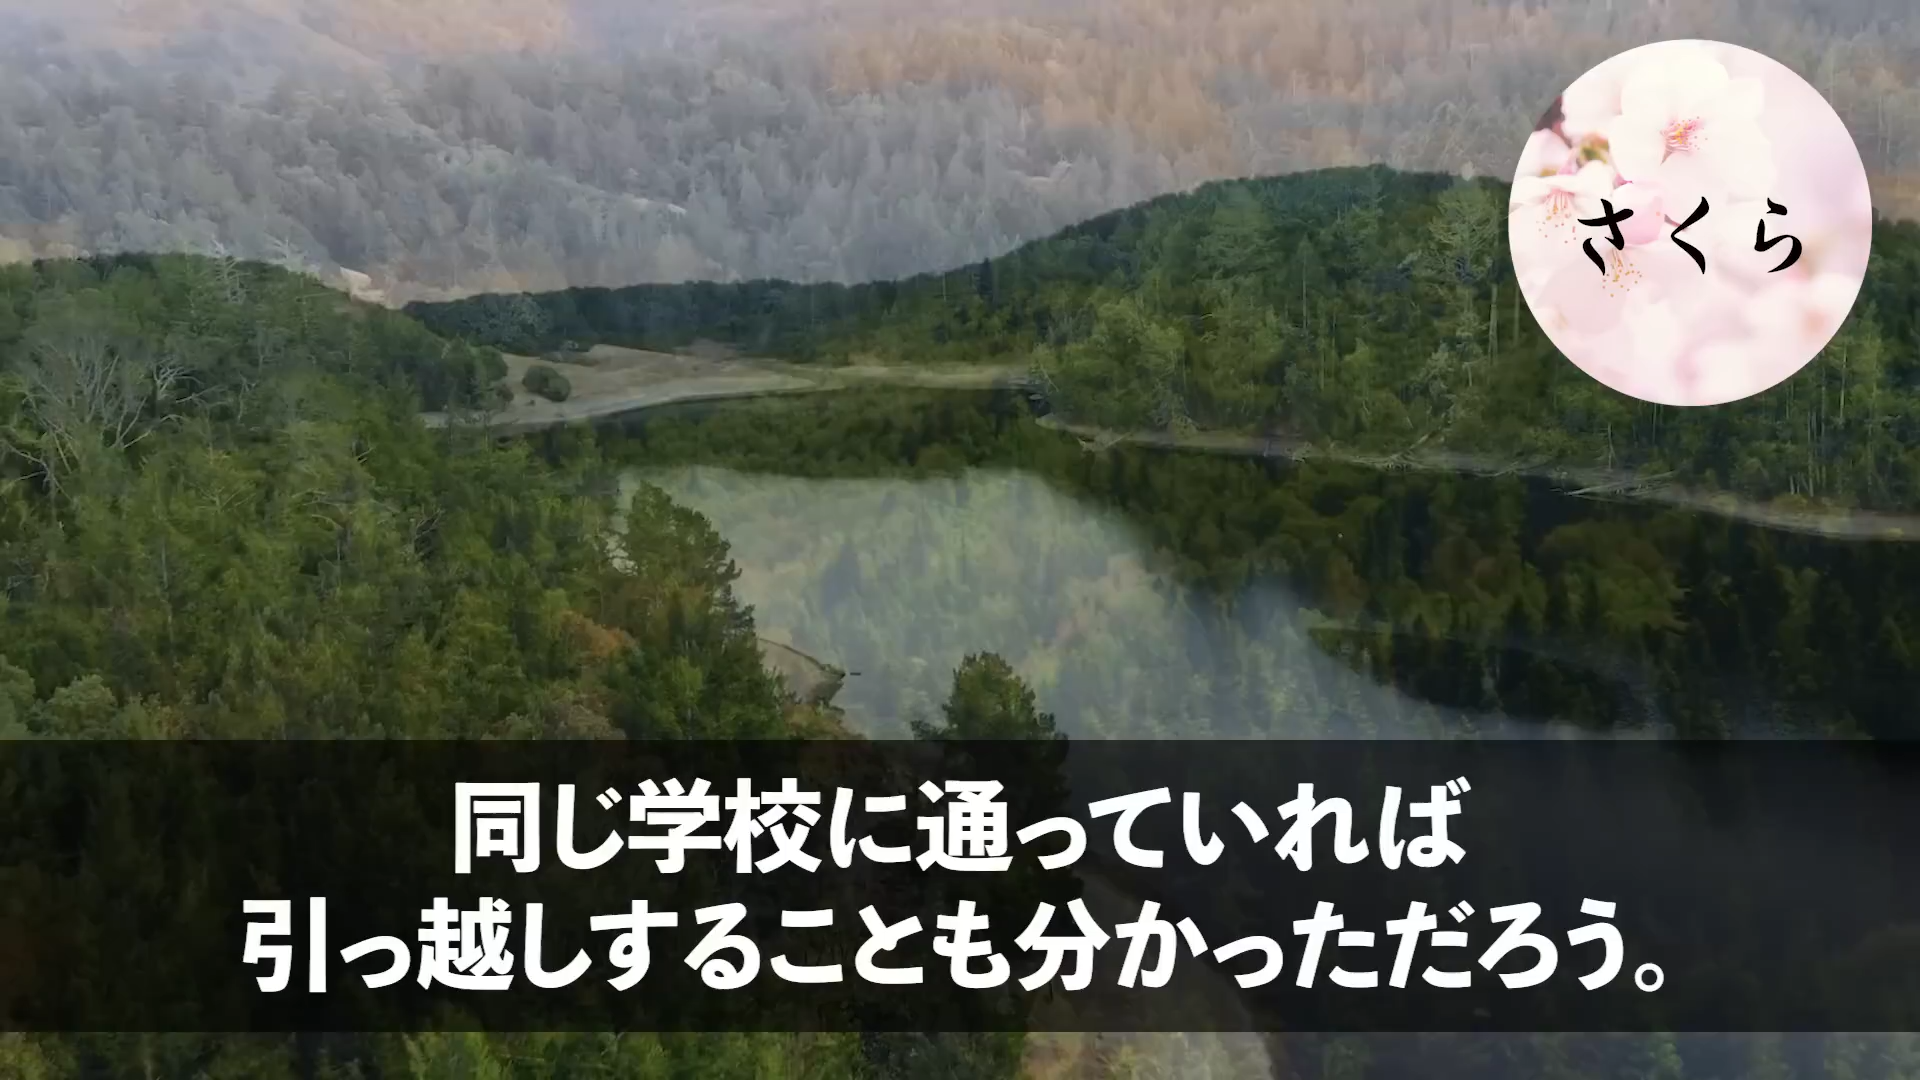 さくら
同じ学校に通っていれば
引っ越しすることも分かっただろう。